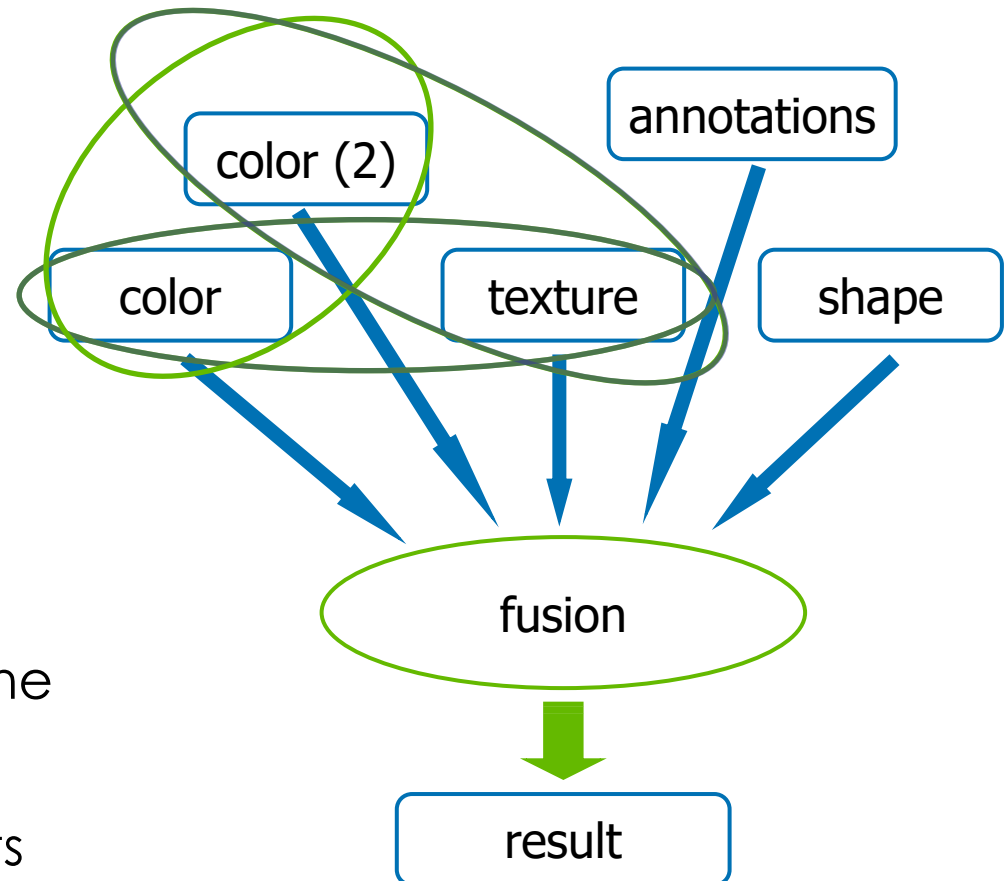 annotations
color (2)
color
texture
shape
fusion
result